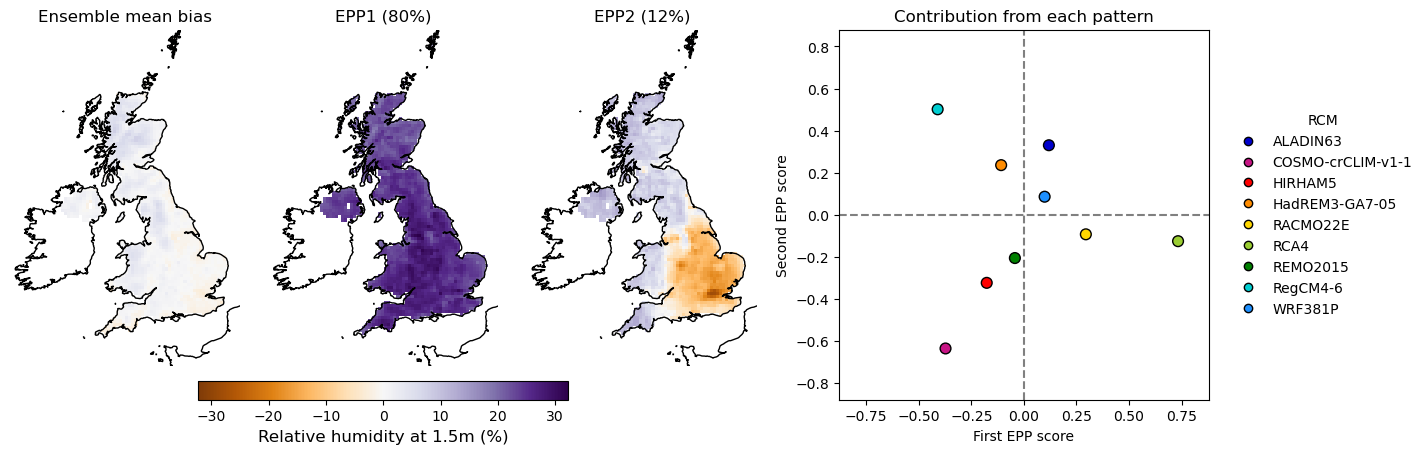 Ensemble mean bias
EPP1 (80%)
EPP2 (12%)
−30 −20 −10 0 10 20 30
Relative humidity at 1.5m (%)
Contribution from each pattern
Second EPP score
0.8
0.6
0.4
0.2
0.0
−0.2
−0.4
−0.6
−0.8
−0.75 −0.50 −0.25 0.00 0.25 0.50 0.75
First EPP score
RCM
ALADIN63
COSMO-crCLIM-v1-1
HIRHAM5
HadREM3-GA7-05
RACMO22E
RCA4
REMO2015
RegCM4-6
WRF381P